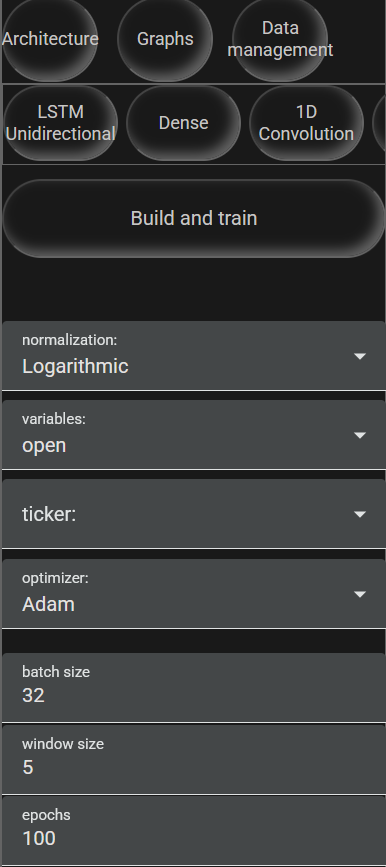 Architecture
Graphs
Data
management
LSTM
Unidirectional
Dense
1D
Convolution
Build and train
normalization:
Logarithmic
variables:
open
ticker:
optimizer:
Adam
batch size
32
window size
5
epochs
100